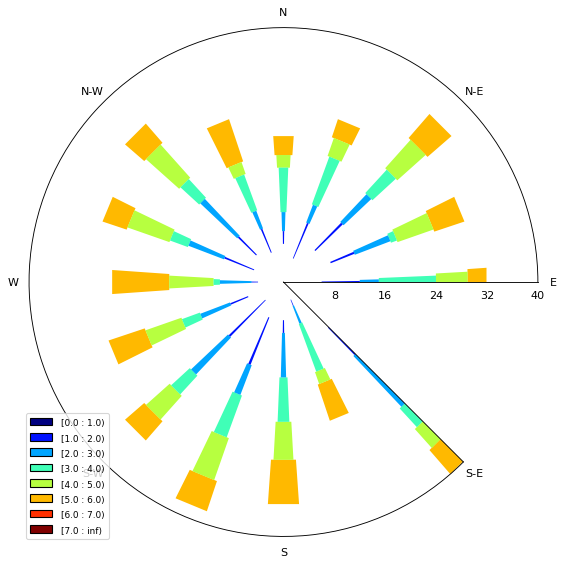 N
N-W
N-E
W
E
8
16
24
32
40
S-E
S
[0.0 : 1.0)
[1.0 : 2.0)
[2.0 : 3.0)
[3.0 : 4.0)
[4.0 : 5.0)
[5.0 : 6.0)
[6.0 : 7.0)
[7.0 : inf)